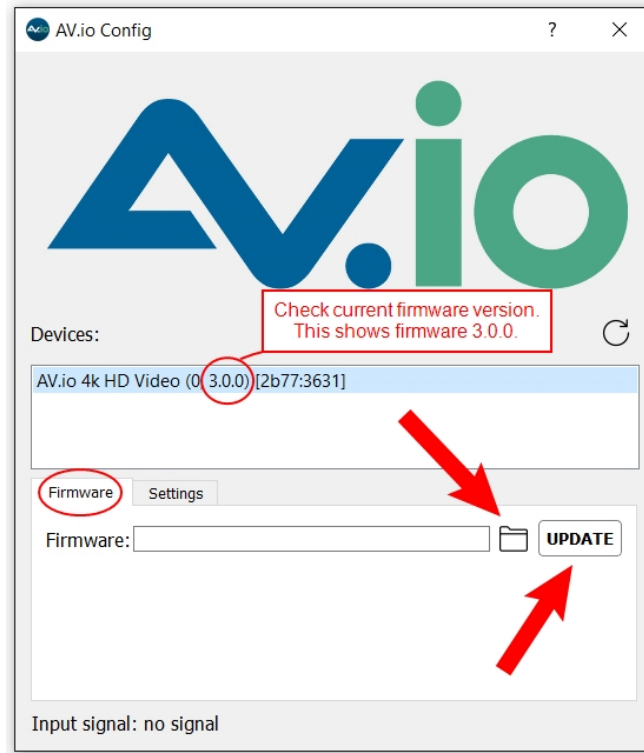 AV.io Config
AV.io
Check current firmware version.
This shows firmware 3.0.0.
Devices:
AV.io 4k HD Video (0 3.0.0) [2b77:3631]
Firmware
Settings
Firmware:
UPDATE
Input signal: no signal